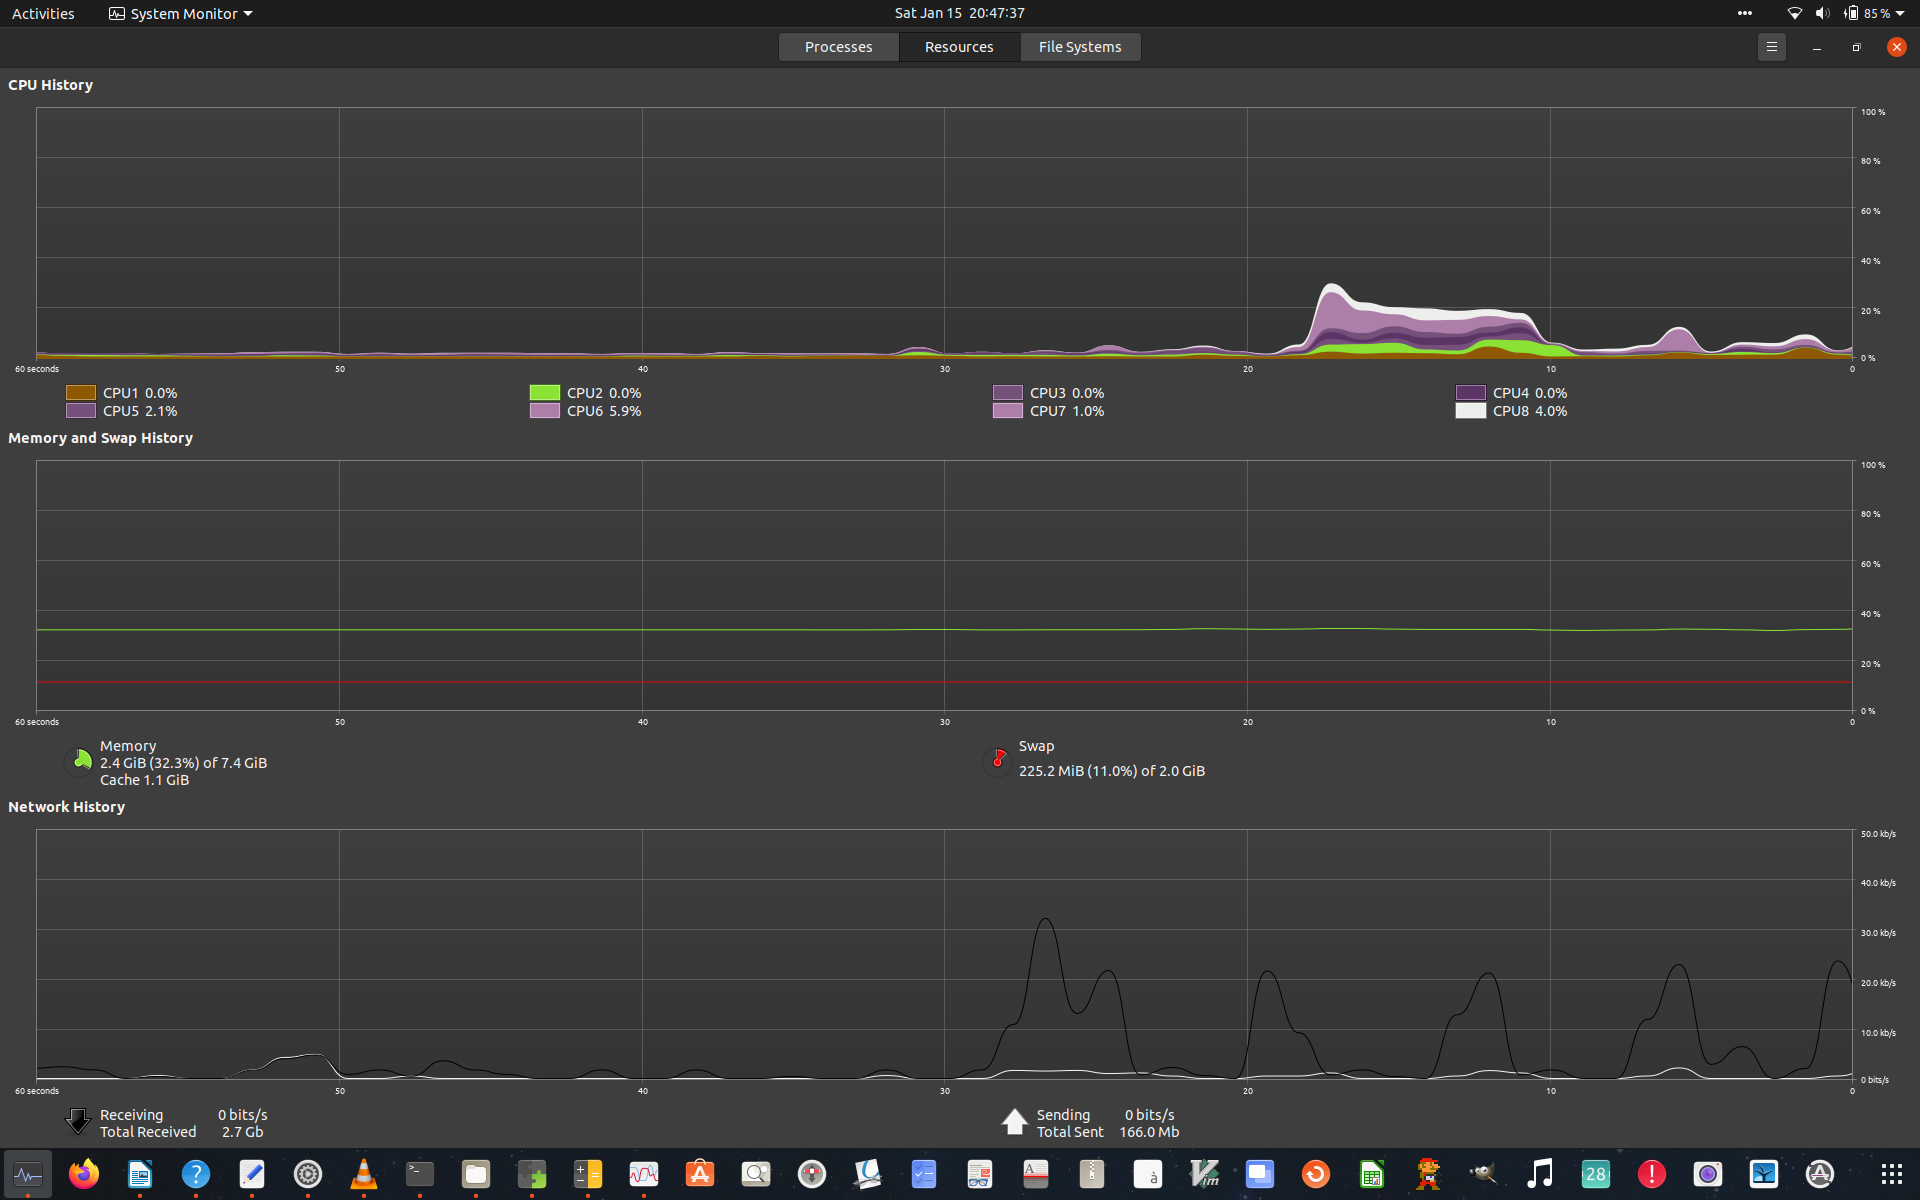 Activities System Monitor Sat Jan 15 20:47:37 85 %
Processes Resources File Systems
CPU History
100 %
80 %
60 %
40 %
20 %
0 %
60 seconds 50 40 30 20 10 0
CPU1 0.0% CPU2 0.0% CPU3 0.0% CPU4 0.0%
CPU5 2.1% CPU6 5.9% CPU7 1.0% CPU8 4.0%
Memory and Swap History
100 %
80 %
60 %
40 %
20 %
0 %
60 seconds 50 40 30 20 10 0
Memory
2.4 GiB (32.3%) of 7.4 GiB
Cache 1.1 GiB
Swap
225.2 MiB (11.0%) of 2.0 GiB
Network History
50.0 kb/s
40.0 kb/s
30.0 kb/s
20.0 kb/s
10.0 kb/s
0 bits/s
60 seconds 50 40 30 20 10 0
Receiving 0 bits/s
Total Received 2.7 Gb
Sending 0 bits/s
Total Sent 166.0 Mb
? >_ A à Vim 28 !